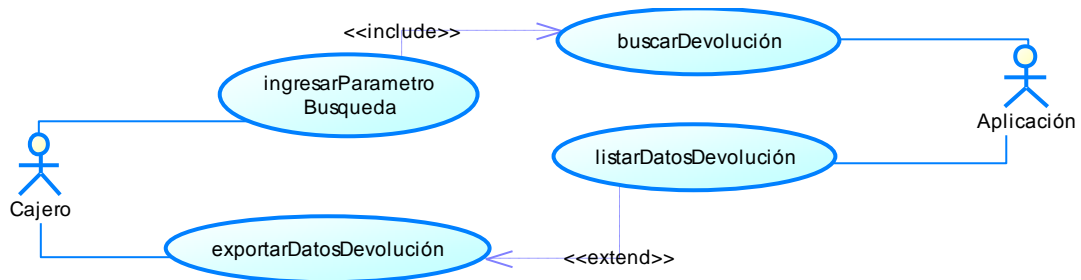 <<include>>
buscarDevolución
ingresarParametro
Busqueda
Aplicación
listarDatosDevolución
Cajero
exportarDatosDevolución
<<extend>>